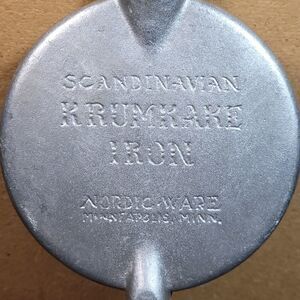 SCANDINAVIAN
KRUMKAKE
IRON
NORDIC WARE
MINNEAPOLIS, MINN.